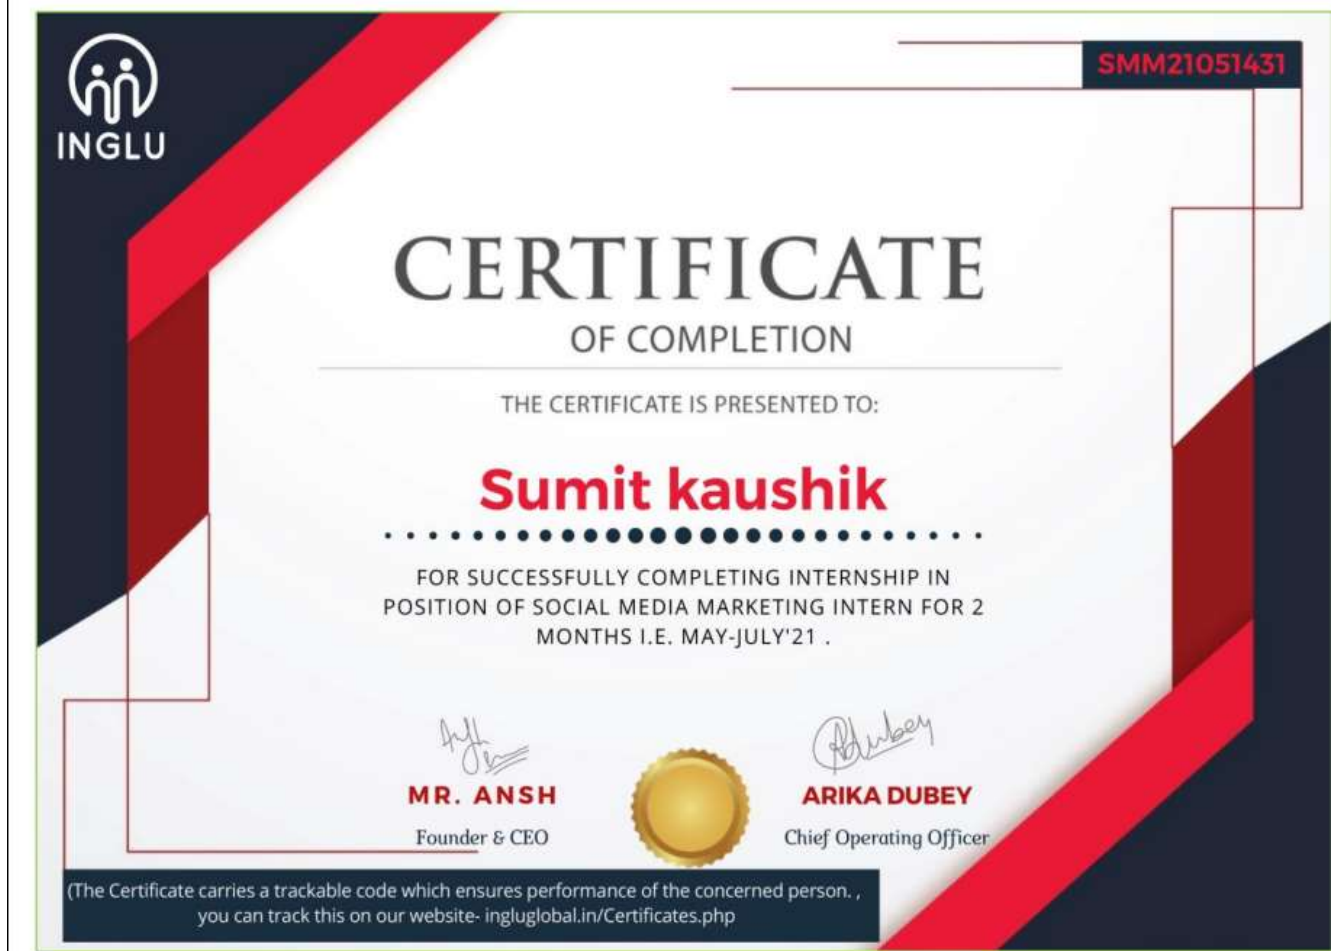 INGLU
SMM21051431
CERTIFICATE
OF COMPLETION
THE CERTIFICATE IS PRESENTED TO:
Sumit kaushik
FOR SUCCESSFULLY COMPLETING INTERNSHIP IN
POSITION OF SOCIAL MEDIA MARKETING INTERN FOR 2
MONTHS I.E. MAY-JULY'21 .
MR. ANSH
Founder & CEO
ADubey
ARIKA DUBEY
Chief Operating Officer
(The Certificate carries a trackable code which ensures performance of the concerned person. ,
you can track this on our website- ingluglobal.in/Certificates.php